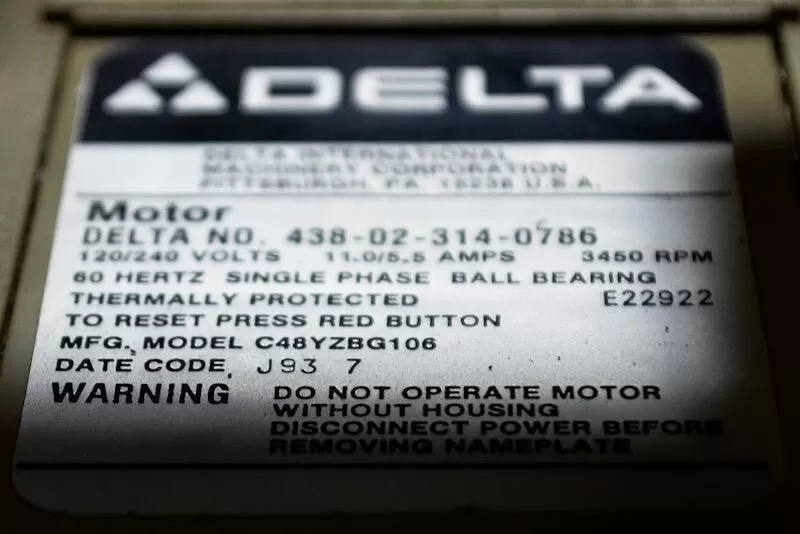 DELTA
DELTA INTERNATIONAL
MACHINERY CORPORATION
PITTSBURGH, PA. 15238 U.S.A.
Motor
DELTA NO. 438-02-314-0786
120/240 VOLTS 11.0/5.5 AMPS 3450 RPM
60 HERTZ SINGLE PHASE BALL BEARING
THERMALLY PROTECTED E22922
TO RESET PRESS RED BUTTON
MFG. MODEL C48YZBG106
DATE CODE. J93 7
WARNING DO NOT OPERATE MOTOR
WITHOUT HOUSING
DISCONNECT POWER BEFORE
REMOVING NAMEPLATE